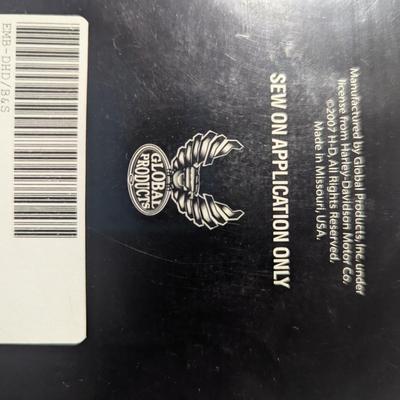 Manufactured by Global Products, Inc. under
license from Harley-Davidson Motor Co.
©2007 H-D, All Rights Reserved.
Made in Missouri, USA.
SEW ON APPLICATION ONLY
GLOBAL
PRODUCTS
EMB-DHD/B&S